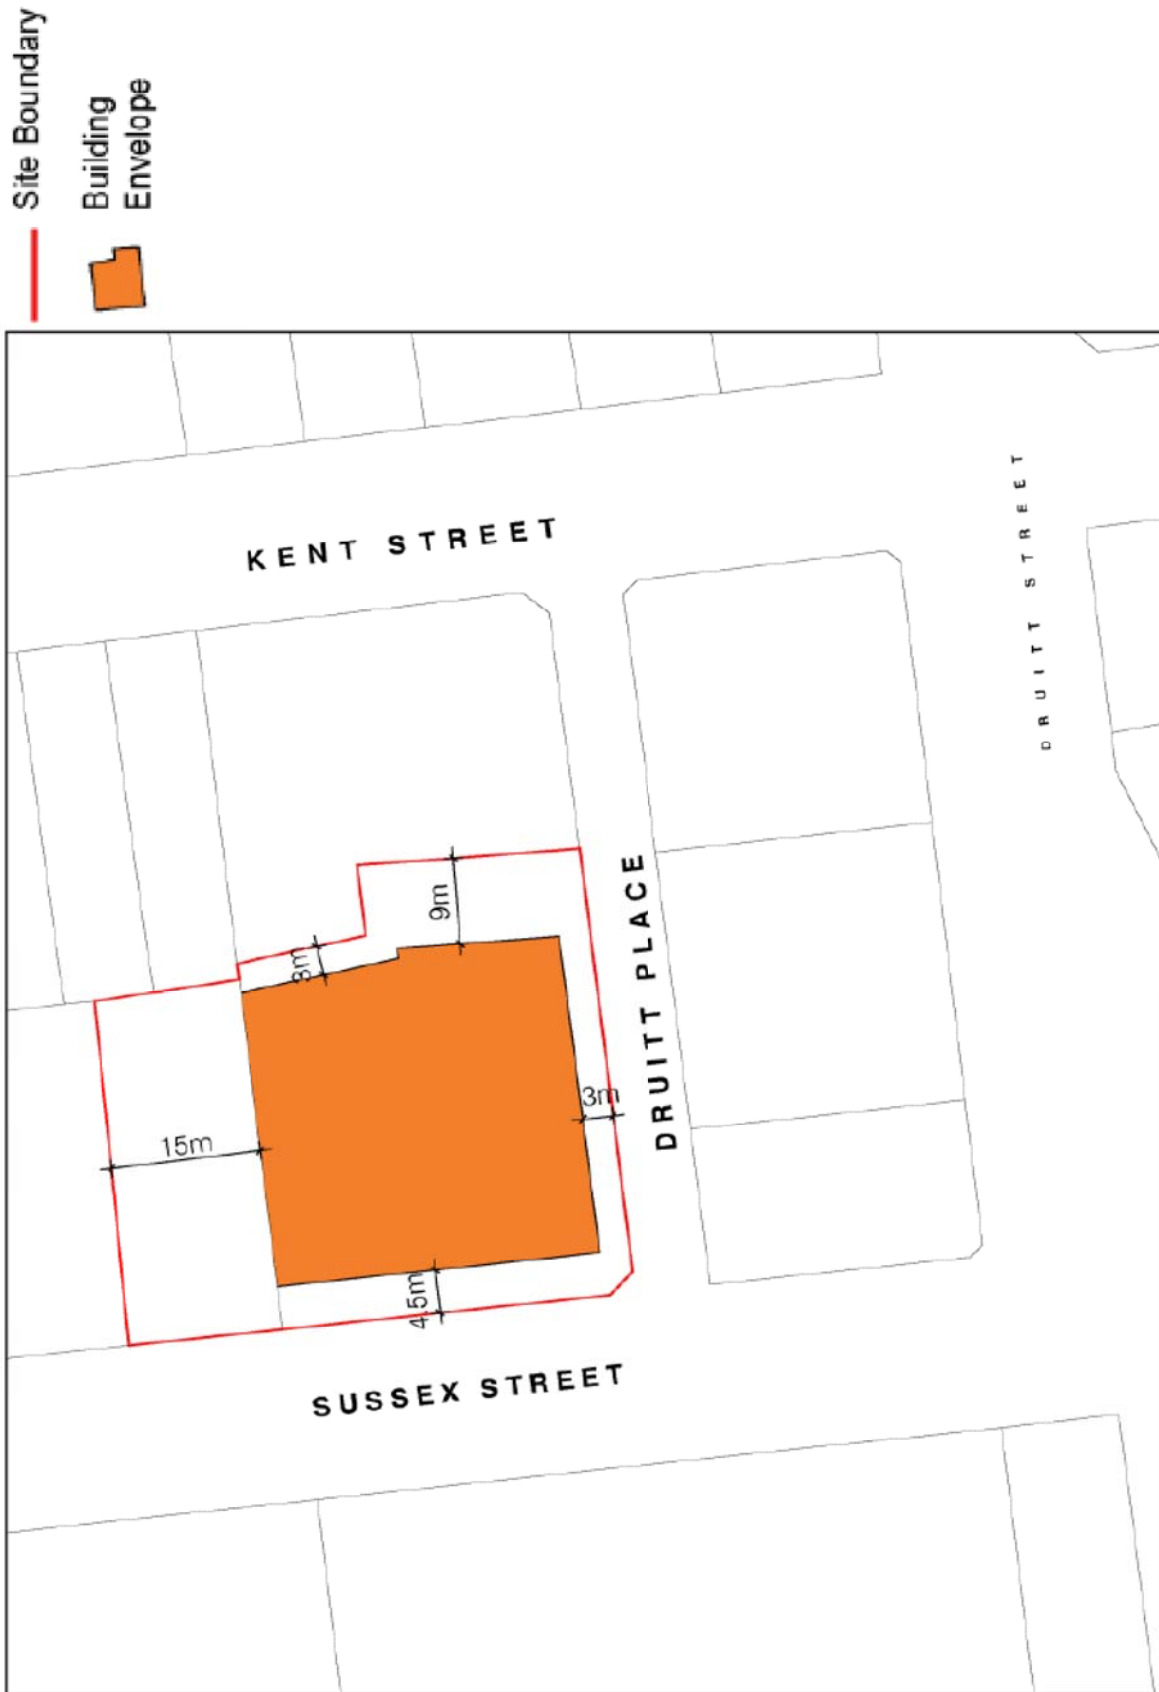 Site Boundary
Building
Envelope
KENT STREET
DRUITT STREET
9m
3m
DRUITT PLACE
3m
15m
4.5m
SUSSEX STREET